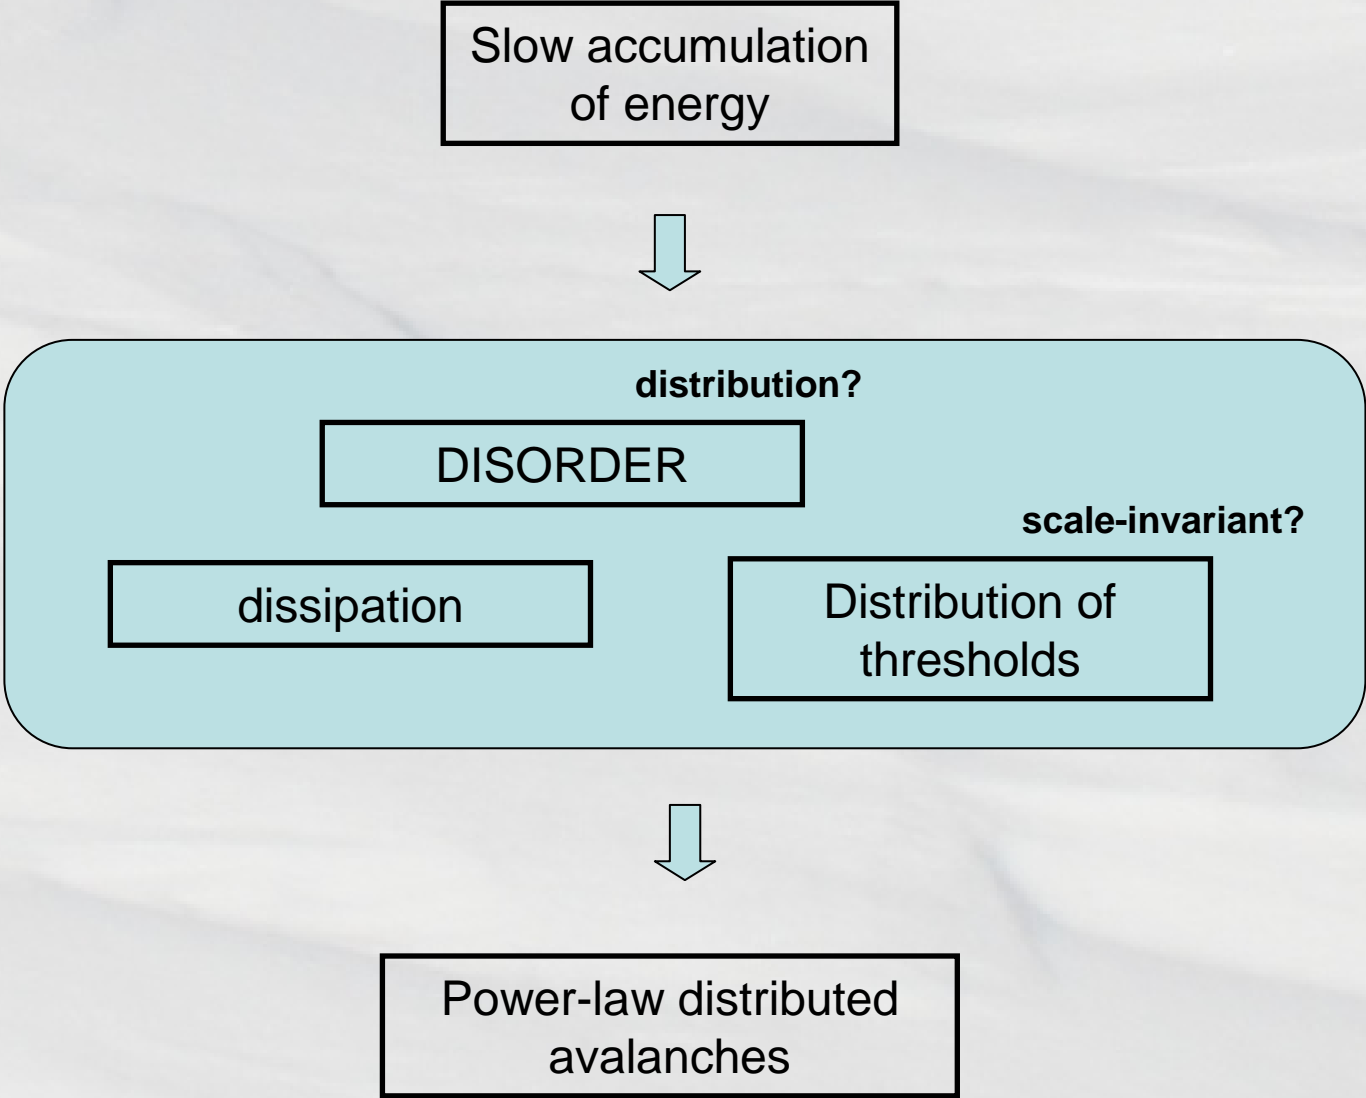 Slow accumulation
of energy
distribution?
DISORDER
scale-invariant?
dissipation
Distribution of
thresholds
Power-law distributed
avalanches